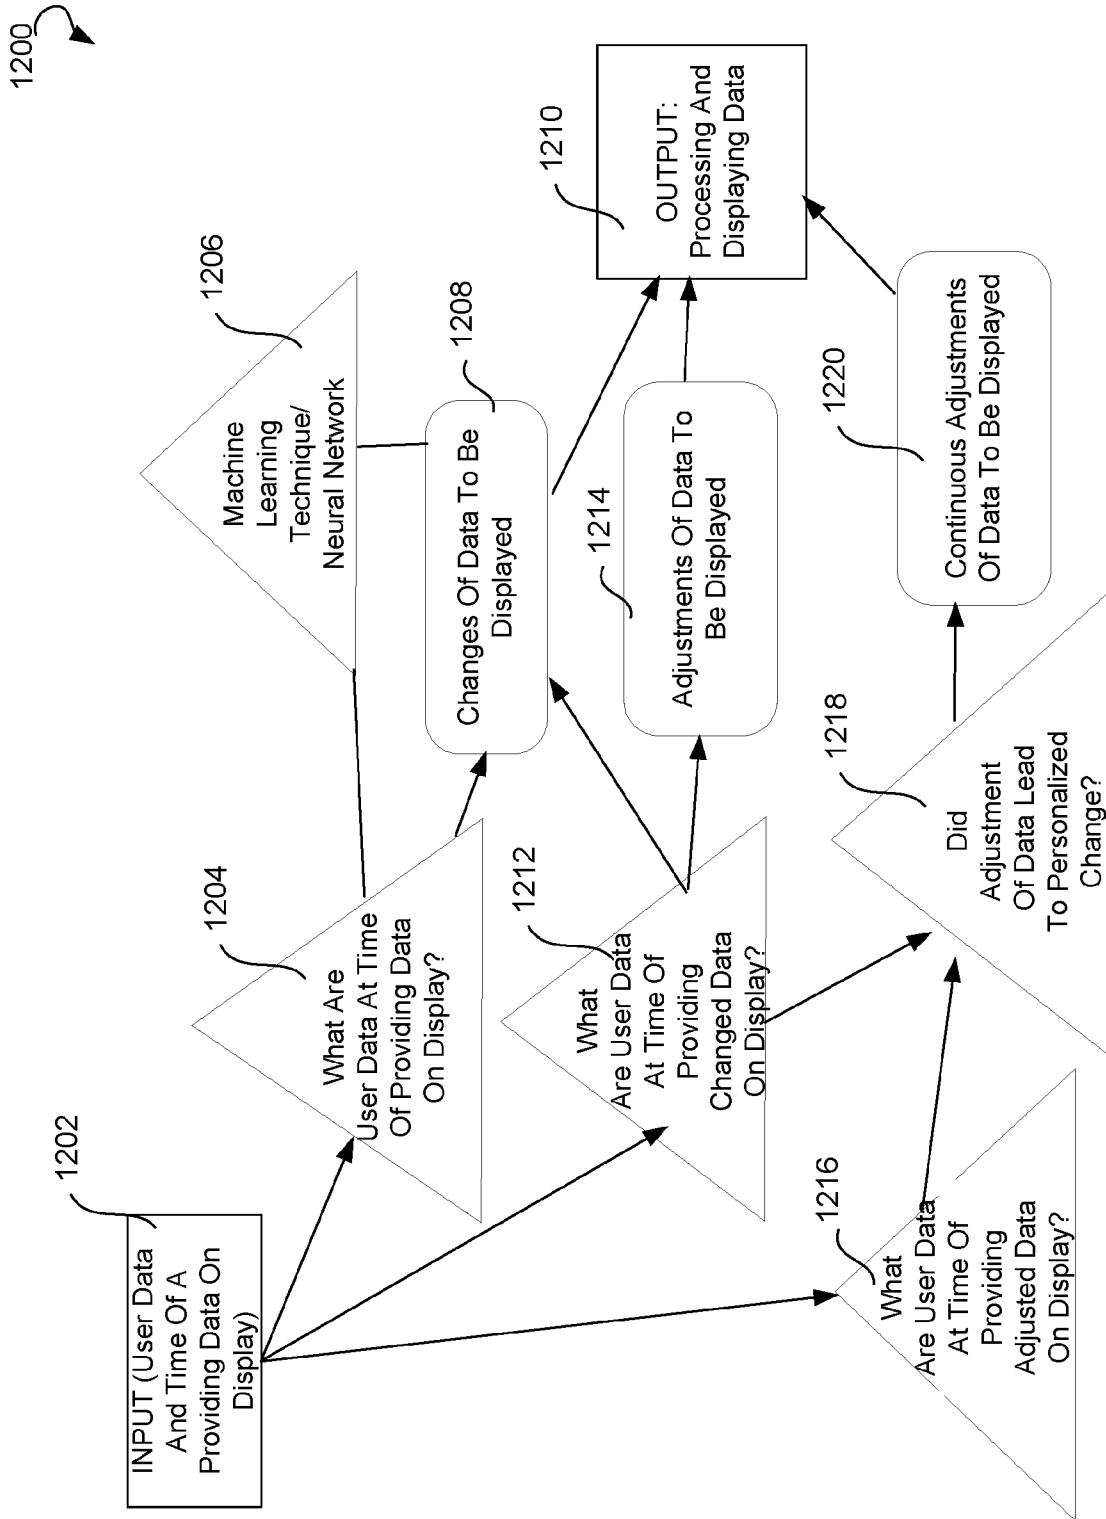 1200
INPUT (User Data
And Time Of A
Providing Data On
Display)
1202
What Are
User Data At Time
Of Providing Data
On Display?
1204
Machine
Learning
Technique/
Neural Network
1206
Changes Of Data To Be
Displayed
1208
OUTPUT:
Processing And
Displaying Data
1210
What
Are User Data
At Time Of
Providing
Changed Data
On Display?
1212
Adjustments Of Data To
Be Displayed
1214
What
Are User Data
At Time Of
Providing
Adjusted Data
On Display?
1216
Did
Adjustment
Of Data Lead
To Personalized
Change?
1218
Continuous Adjustments
Of Data To Be Displayed
1220